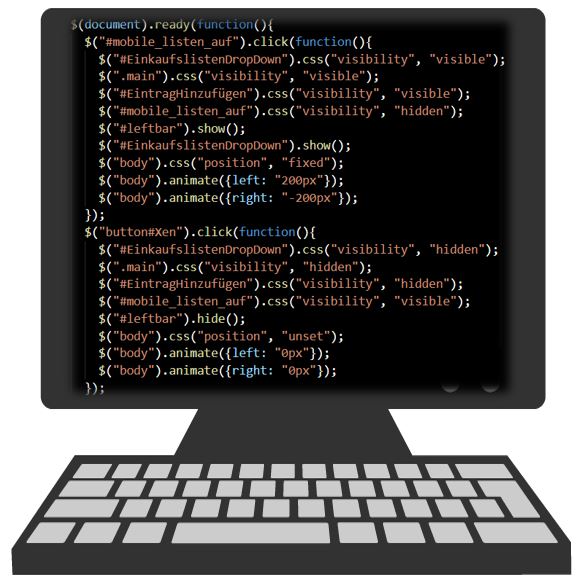 $(document).ready(function(){
$("#mobile_listen_auf").click(function(){
$("#EinkaufslistenDropDown").css("visibility", "visible");
$(".main").css("visibility", "visible");
$("#EintragHinzufügen").css("visibility", "visible");
$("#mobile_listen_auf").css("visibility", "hidden");
$("#leftbar").show();
$("#EinkaufslistenDropDown").show();
$("body").css("position", "fixed");
$("body").animate({left: "200px"});
$("body").animate({right: "-200px"});
});
$("button#Xen").click(function(){
$("#EinkaufslistenDropDown").css("visibility", "hidden");
$(".main").css("visibility", "hidden");
$("#EintragHinzufügen").css("visibility", "hidden");
$("#mobile_listen_auf").css("visibility", "visible");
$("#leftbar").hide();
$("body").css("position", "unset");
$("body").animate({left: "0px"});
$("body").animate({right: "0px"});
});